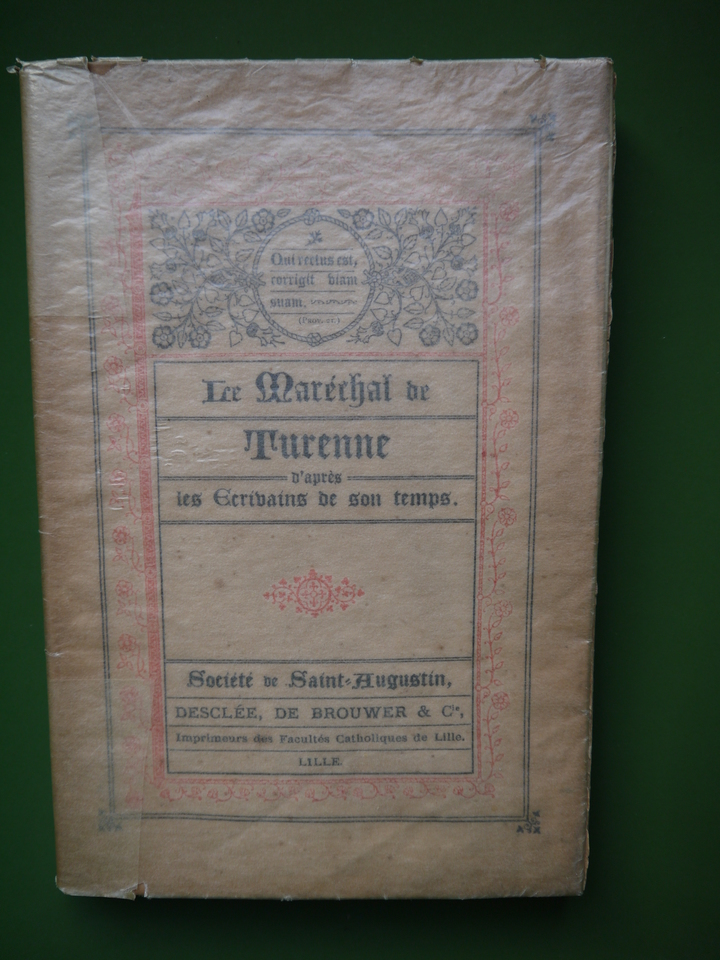 Qui rectus est,
corrigit viam
suam.
Le Maréchal de
Turenne
d'après
les Ecrivains de son temps.
Société de Saint-Augustin,
DESCLÉE, DE BROUWER & Cie,
Imprimeurs des Facultés Catholiques de Lille.
LILLE.